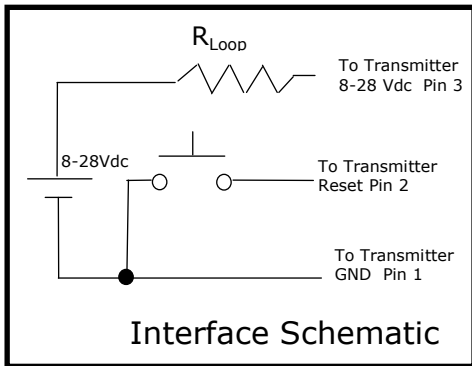 R Loop
To Transmitter
8-28 Vdc Pin 3
8-28Vdc
To Transmitter
Reset Pin 2
To Transmitter
GND Pin 1
Interface Schematic